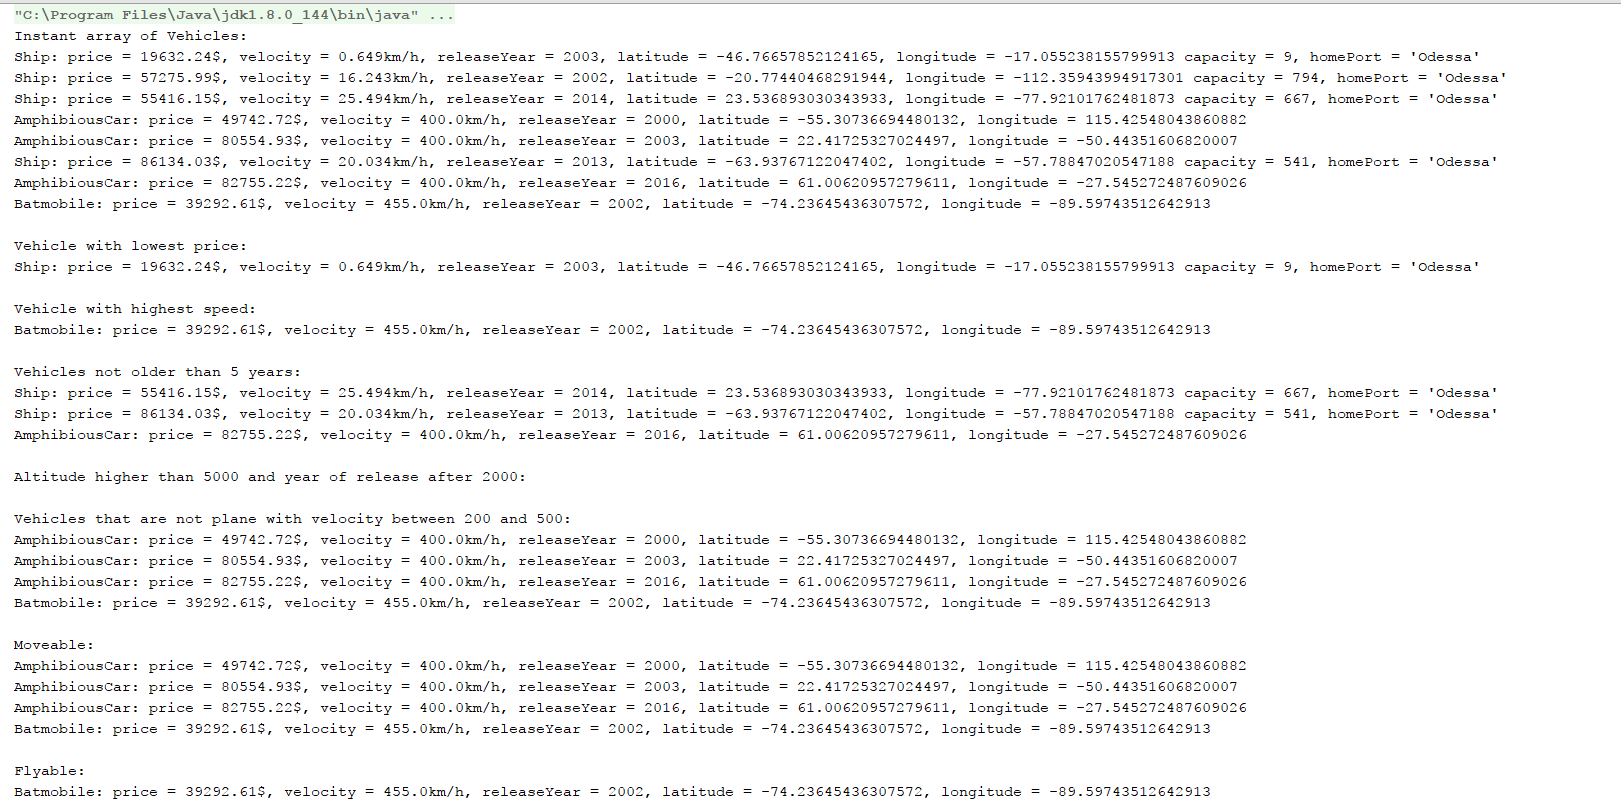 "C:\Program Files\Java\jdk1.8.0_144\bin\java" ...
Instant array of Vehicles:
Ship: price = 19632.24$, velocity = 0.649km/h, releaseYear = 2003, latitude = -46.76657852124165, longitude = -17.055238155799913 capacity = 9, homePort = 'Odessa'
Ship: price = 57275.99$, velocity = 16.243km/h, releaseYear = 2002, latitude = -20.77440468291944, longitude = -112.35943994917301 capacity = 794, homePort = 'Odessa'
Ship: price = 55416.15$, velocity = 25.494km/h, releaseYear = 2014, latitude = 23.536893030343933, longitude = -77.92101762481873 capacity = 667, homePort = 'Odessa'
AmphibiousCar: price = 49742.72$, velocity = 400.0km/h, releaseYear = 2000, latitude = -55.30736694480132, longitude = 115.42548043860882
AmphibiousCar: price = 80554.93$, velocity = 400.0km/h, releaseYear = 2003, latitude = 22.41725327024497, longitude = -50.44351606820007
Ship: price = 86134.03$, velocity = 20.034km/h, releaseYear = 2013, latitude = -63.93767122047402, longitude = -57.78847020547188 capacity = 541, homePort = 'Odessa'
AmphibiousCar: price = 82755.22$, velocity = 400.0km/h, releaseYear = 2016, latitude = 61.00620957279611, longitude = -27.545272487609026
Batmobile: price = 39292.61$, velocity = 455.0km/h, releaseYear = 2002, latitude = -74.23645436307572, longitude = -89.59743512642913
Vehicle with lowest price:
Ship: price = 19632.24$, velocity = 0.649km/h, releaseYear = 2003, latitude = -46.76657852124165, longitude = -17.055238155799913 capacity = 9, homePort = 'Odessa'
Vehicle with highest speed:
Batmobile: price = 39292.61$, velocity = 455.0km/h, releaseYear = 2002, latitude = -74.23645436307572, longitude = -89.59743512642913
Vehicles not older than 5 years:
Ship: price = 55416.15$, velocity = 25.494km/h, releaseYear = 2014, latitude = 23.536893030343933, longitude = -77.92101762481873 capacity = 667, homePort = 'Odessa'
Ship: price = 86134.03$, velocity = 20.034km/h, releaseYear = 2013, latitude = -63.93767122047402, longitude = -57.78847020547188 capacity = 541, homePort = 'Odessa'
AmphibiousCar: price = 82755.22$, velocity = 400.0km/h, releaseYear = 2016, latitude = 61.00620957279611, longitude = -27.545272487609026
Altitude higher than 5000 and year of release after 2000:
Vehicles that are not plane with velocity between 200 and 500:
AmphibiousCar: price = 49742.72$, velocity = 400.0km/h, releaseYear = 2000, latitude = -55.30736694480132, longitude = 115.42548043860882
AmphibiousCar: price = 80554.93$, velocity = 400.0km/h, releaseYear = 2003, latitude = 22.41725327024497, longitude = -50.44351606820007
AmphibiousCar: price = 82755.22$, velocity = 400.0km/h, releaseYear = 2016, latitude = 61.00620957279611, longitude = -27.545272487609026
Batmobile: price = 39292.61$, velocity = 455.0km/h, releaseYear = 2002, latitude = -74.23645436307572, longitude = -89.59743512642913
Moveable:
AmphibiousCar: price = 49742.72$, velocity = 400.0km/h, releaseYear = 2000, latitude = -55.30736694480132, longitude = 115.42548043860882
AmphibiousCar: price = 80554.93$, velocity = 400.0km/h, releaseYear = 2003, latitude = 22.41725327024497, longitude = -50.44351606820007
AmphibiousCar: price = 82755.22$, velocity = 400.0km/h, releaseYear = 2016, latitude = 61.00620957279611, longitude = -27.545272487609026
Batmobile: price = 39292.61$, velocity = 455.0km/h, releaseYear = 2002, latitude = -74.23645436307572, longitude = -89.59743512642913
Flyable:
Batmobile: price = 39292.61$, velocity = 455.0km/h, releaseYear = 2002, latitude = -74.23645436307572, longitude = -89.59743512642913